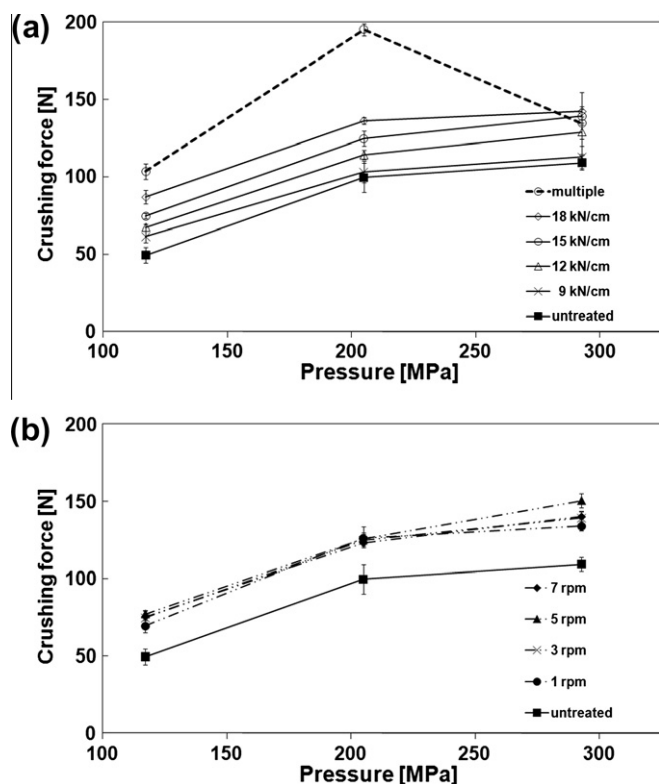 (a)
200
150
100
50
0
Crushing force [N]
multiple
18 kN/cm
15 kN/cm
12 kN/cm
9 kN/cm
untreated
100 150 200 250 300
Pressure [MPa]
(b)
200
150
100
50
0
Crushing force [N]
7 rpm
5 rpm
3 rpm
1 rpm
untreated
100 150 200 250 300
Pressure [MPa]